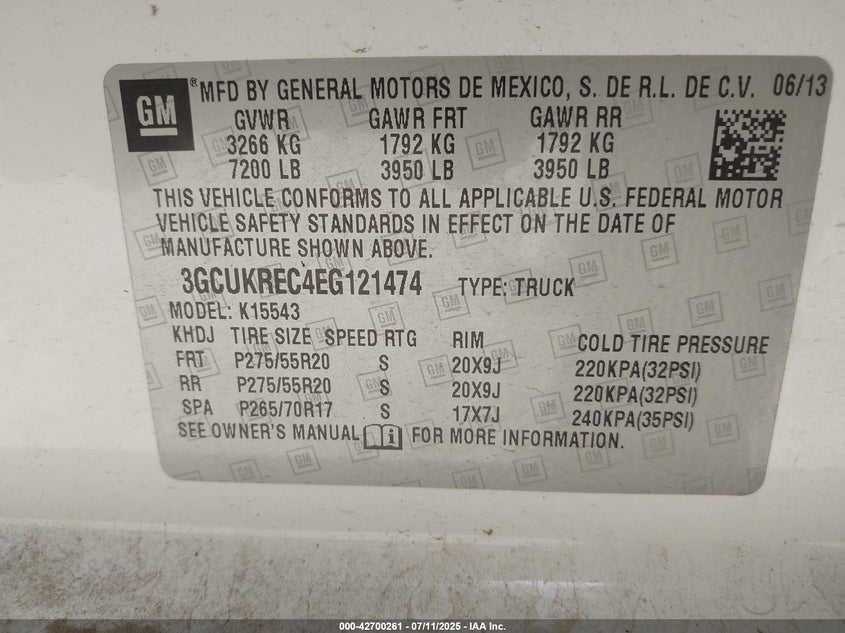 GM ® MFD BY GENERAL MOTORS DE MEXICO, S. DE R.L. DE C.V. 06/13
GVWR GAWR FRT GAWR RR
3266 KG 1792 KG 1792 KG
7200 LB 3950 LB 3950 LB
THIS VEHICLE CONFORMS TO ALL APPLICABLE U.S. FEDERAL MOTOR
VEHICLE SAFETY STANDARDS IN EFFECT ON THE DATE OF
MANUFACTURE SHOWN ABOVE.
3GCUKREC4EG121474 TYPE: TRUCK
MODEL: K15543
KHDJ TIRE SIZE SPEED RTG RIM COLD TIRE PRESSURE
FRT P275/55R20 S 20X9J 220KPA(32PSI)
RR P275/55R20 S 20X9J 220KPA(32PSI)
SPA P265/70R17 S 17X7J 240KPA(35PSI)
SEE OWNER'S MANUAL FOR MORE INFORMATION.
000-42700261 - 07/11/2025 - IAA Inc.